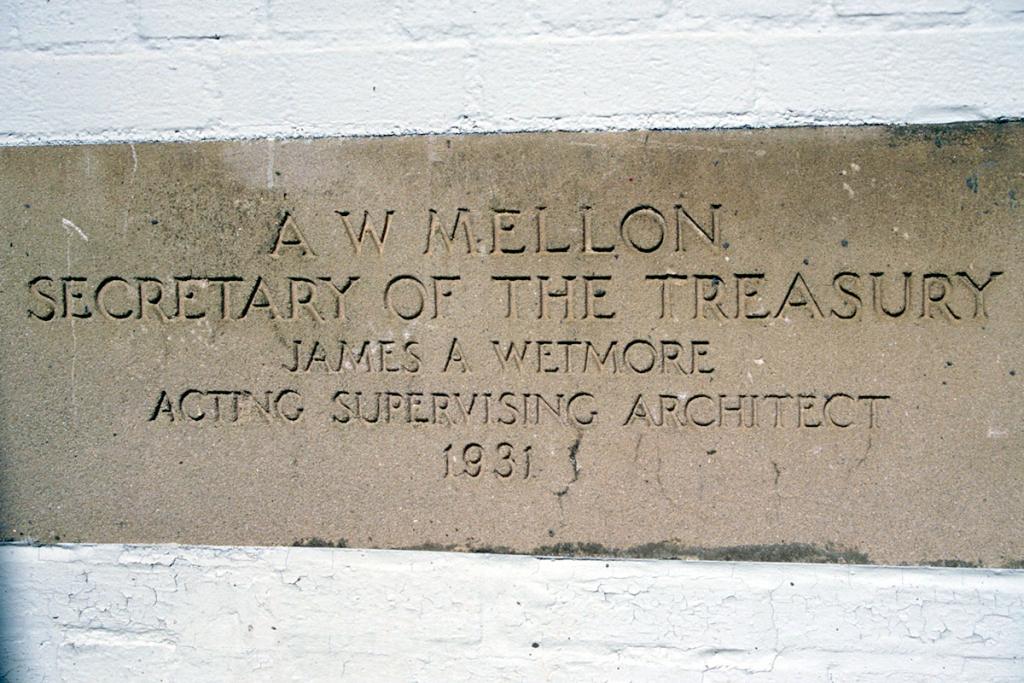 A W MELLON
SECRETARY OF THE TREASURY
JAMES A WETMORE
ACTING SUPERVISING ARCHITECT
1931